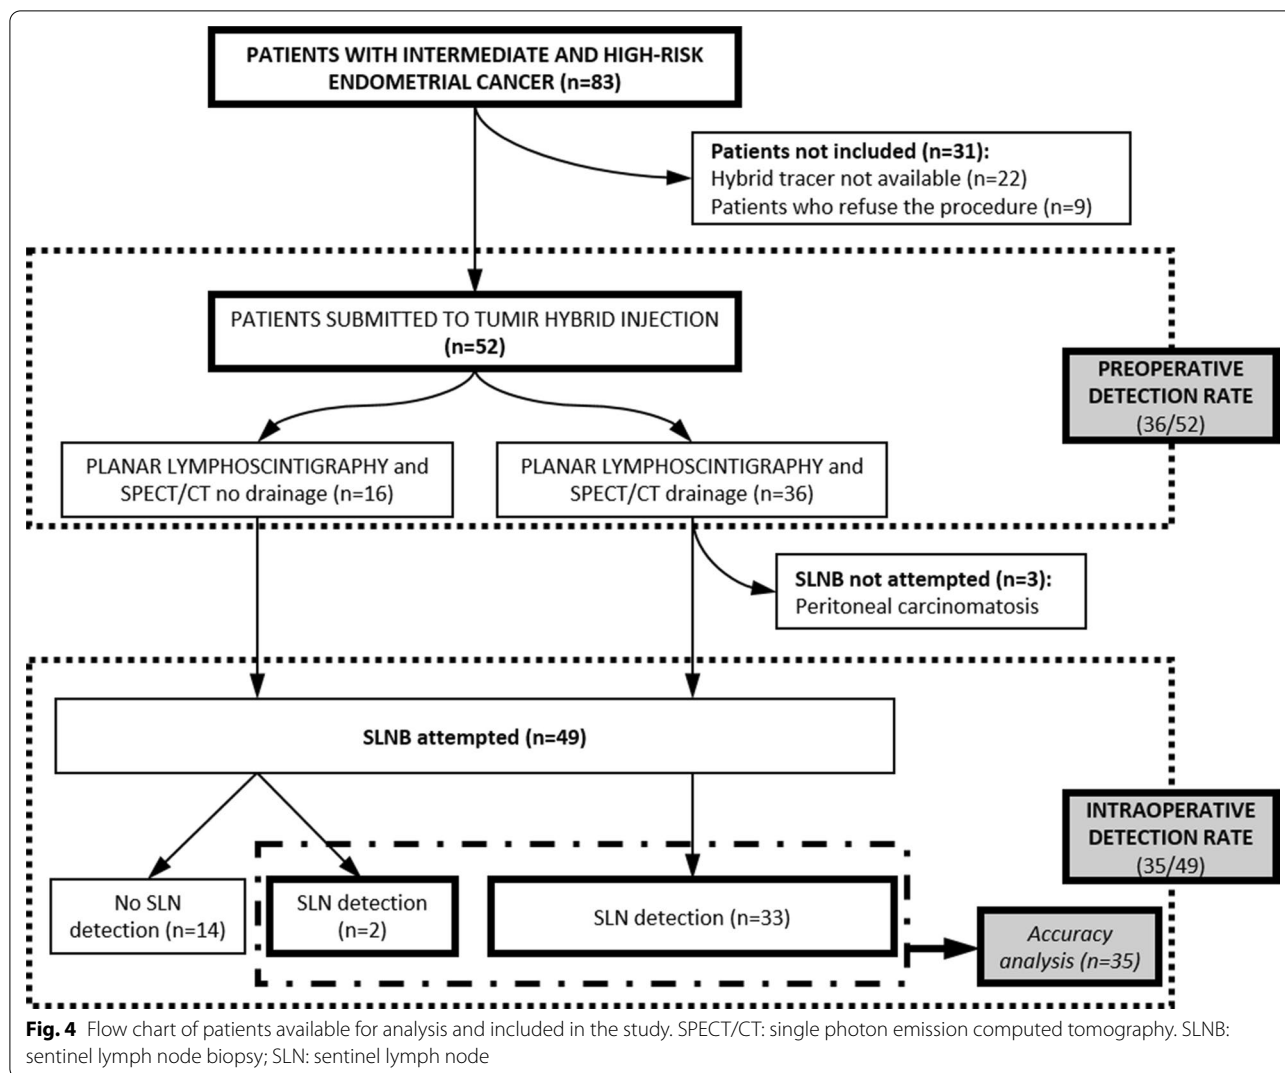 PATIENTS WITH INTERMEDIATE AND HIGH-RISK
ENDOMETRIAL CANCER (n=83)
Patients not included (n=31):
Hybrid tracer not available (n=22)
Patients who refuse the procedure (n=9)
PATIENTS SUBMITTED TO TUMIR HYBRID INJECTION
(n=52)
PREOPERATIVE
DETECTION RATE
(36/52)
PLANAR LYMPHOSCINTIGRAPHY and
SPECT/CT no drainage (n=16)
PLANAR LYMPHOSCINTIGRAPHY and
SPECT/CT drainage (n=36)
SLNB not attempted (n=3):
Peritoneal carcinomatosis
SLNB attempted (n=49)
INTRAOPERATIVE
DETECTION RATE
(35/49)
No SLN
detection (n=14)
SLN detection
(n=2)
SLN detection (n=33)
Accuracy
analysis (n=35)
Fig. 4 Flow chart of patients available for analysis and included in the study. SPECT/CT: single photon emission computed tomography. SLNB:
sentinel lymph node biopsy; SLN: sentinel lymph node